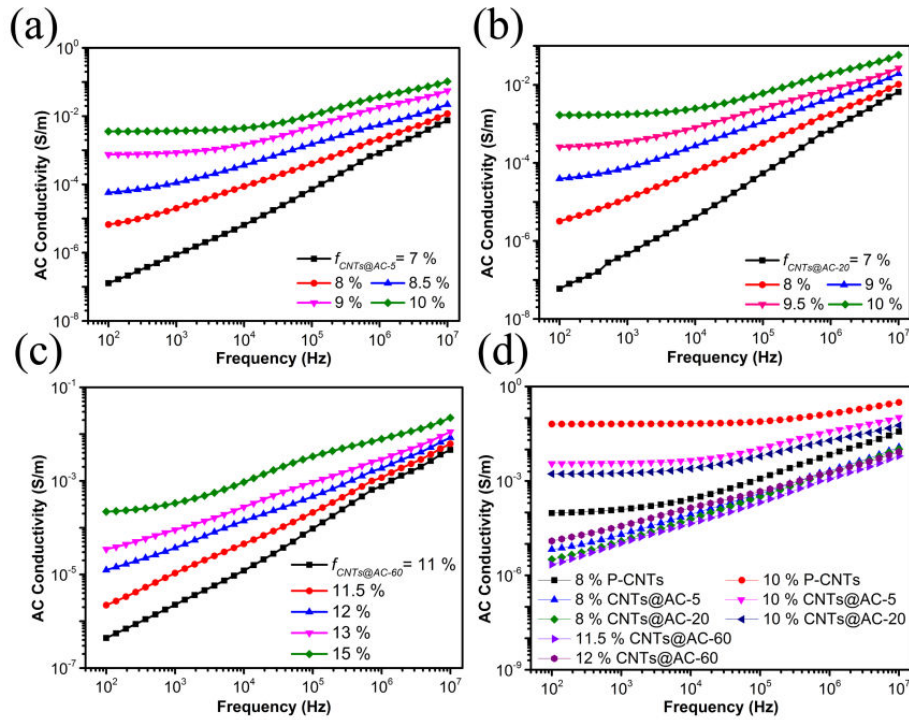 (a)
AC Conductivity (S/m)
10^0
10^-2
10^-4
10^-6
10^-8
f_CNTs@AC-5 = 7 %
8 % 8.5 %
9 % 10 %
10^2 10^3 10^4 10^5 10^6 10^7
Frequency (Hz)
(b)
AC Conductivity (S/m)
10^-2
10^-4
10^-6
10^-8
f_CNTs@AC-20 = 7 %
8 % 9 %
9.5 % 10 %
10^2 10^3 10^4 10^5 10^6 10^7
Frequency (Hz)
(c)
AC Conductivity (S/m)
10^-1
10^-3
10^-5
10^-7
f_CNTs@AC-60 = 11 %
11.5 %
12 %
13 %
15 %
10^2 10^3 10^4 10^5 10^6 10^7
Frequency (Hz)
(d)
AC Conductivity (S/m)
10^0
10^-3
10^-6
10^-9
8 % P-CNTs 10 % P-CNTs
8 % CNTs@AC-5 10 % CNTs@AC-5
8 % CNTs@AC-20 10 % CNTs@AC-20
11.5 % CNTs@AC-60
12 % CNTs@AC-60
10^2 10^3 10^4 10^5 10^6 10^7
Frequency (Hz)